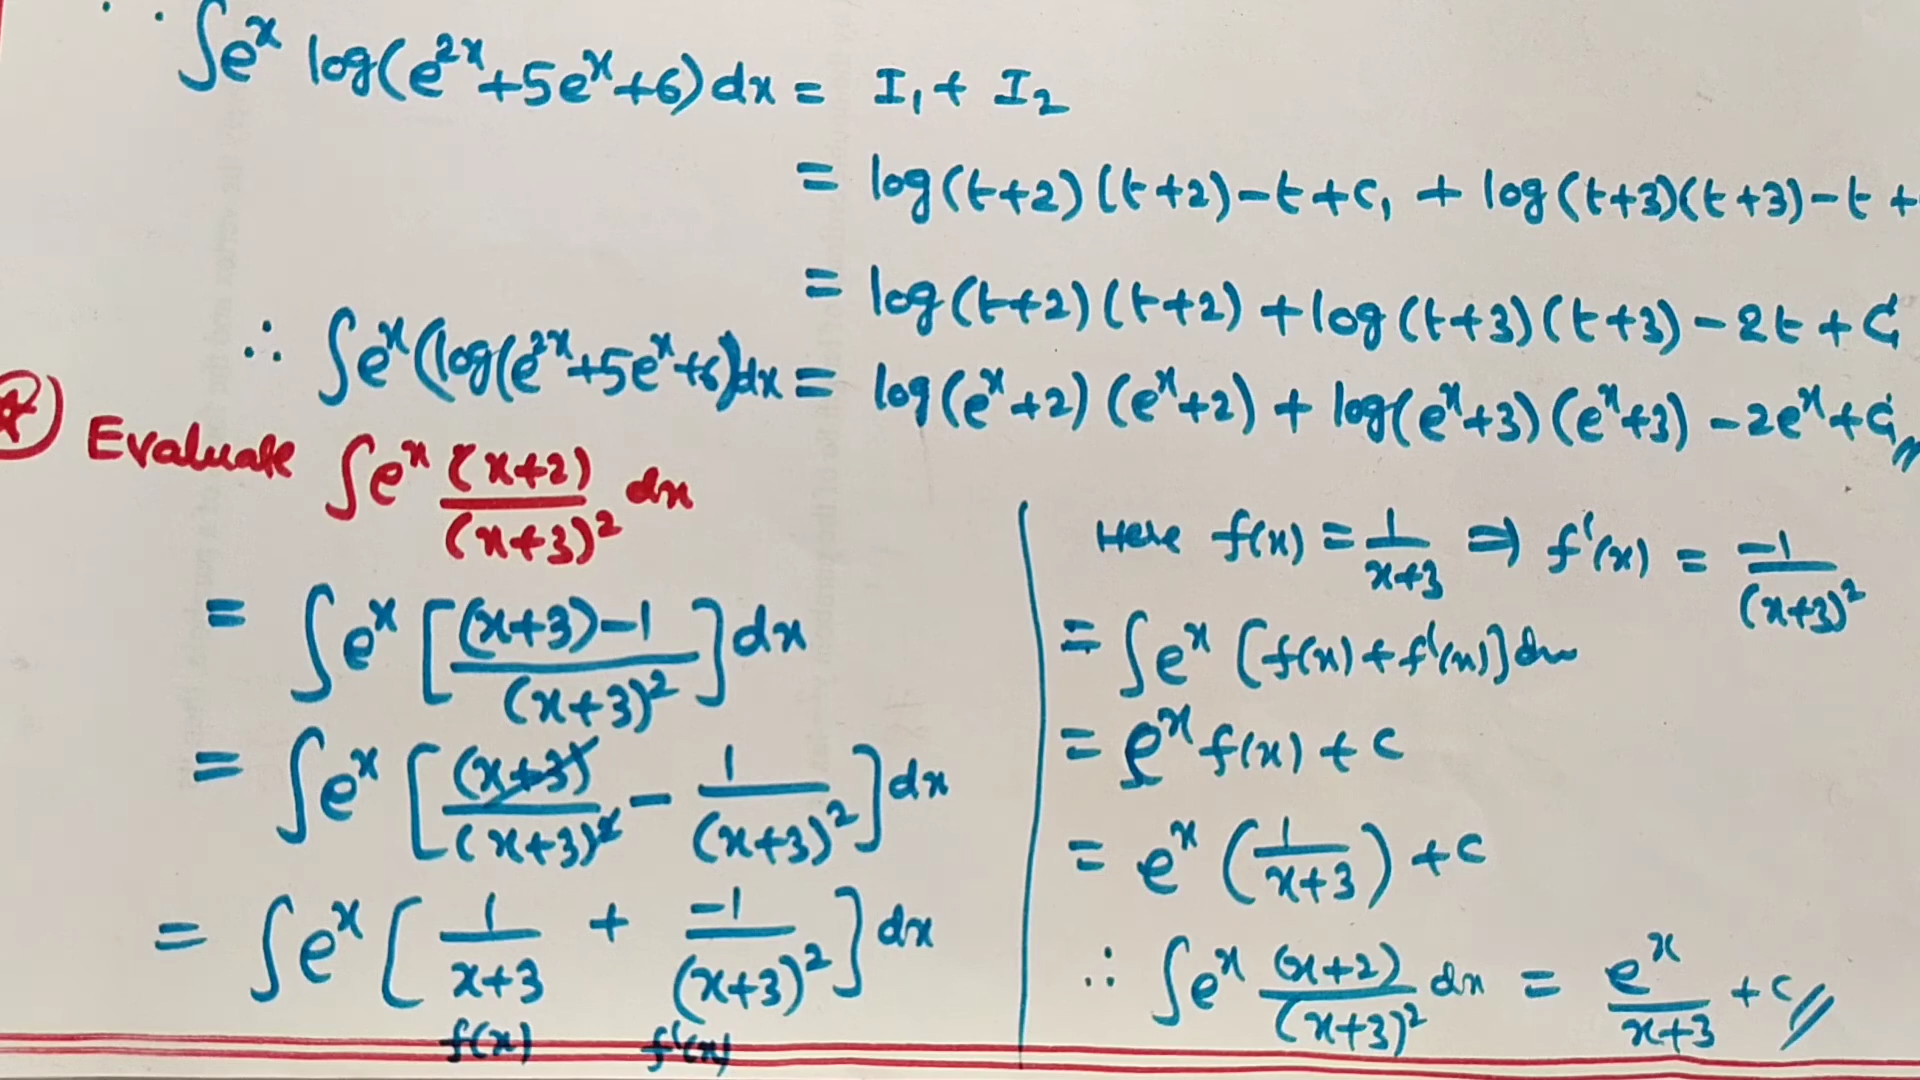 ∴ ∫eˣ log(e²ˣ+5eˣ+6)dx = I₁ + I₂
= log(t+2)(t+2)-t+C₁ + log(t+3)(t+3)-t+
= log(t+2)(t+2)+log(t+3)(t+3)-2t+C
∴ ∫eˣ(log(e²ˣ+5eˣ+6)dx = log(eˣ+2)(eˣ+2)+log(eˣ+3)(eˣ+3)-2eˣ+C//
Evaluate ∫eˣ (x+2)/(x+3)² dx
= ∫eˣ [((x+3)-1)/(x+3)²]dx
= ∫eˣ [(x+3)/(x+3)² - 1/(x+3)²]dx
= ∫eˣ [1/(x+3) + -1/(x+3)²]dx
f(x) f'(x)
Here f(x) = 1/(x+3) ⇒ f'(x) = -1/(x+3)²
= ∫eˣ [f(x)+f'(x)]dx
= eˣ f(x) + c
= eˣ (1/(x+3)) + c
∴ ∫eˣ (x+2)/(x+3)² dx = eˣ/(x+3) + c//